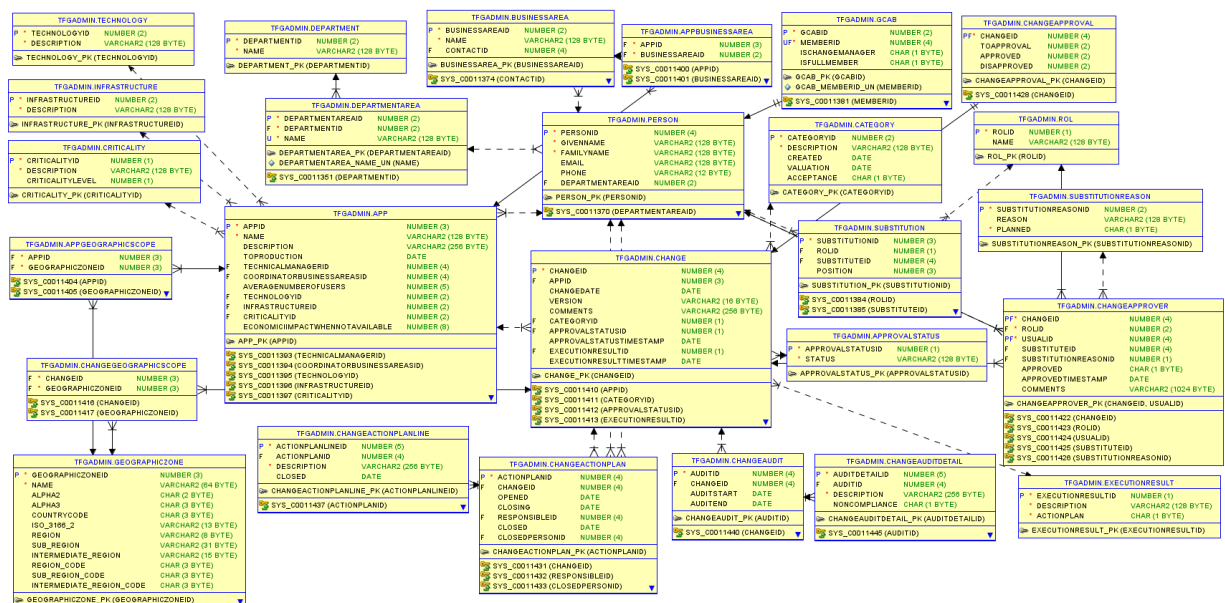 TFGADMIN.TECHNOLOGY
P * TECHNOLOGYID NUMBER (2)
* DESCRIPTION VARCHAR2 (128 BYTE)
TECHNOLOGY_PK (TECHNOLOGYID)
TFGADMIN.DEPARTMENT
P * DEPARTMENTID NUMBER (2)
* NAME VARCHAR2 (128 BYTE)
DEPARTMENT_PK (DEPARTMENTID)
TFGADMIN.BUSINESSAREA
P * BUSINESSAREAID NUMBER (2)
* NAME VARCHAR2 (128 BYTE)
F CONTACTID NUMBER (4)
BUSINESSAREA_PK (BUSINESSAREAID)
SYS_C0011374 (CONTACTID)
TFGADMIN.APPBUSINESSAREA
F * APPID NUMBER (3)
F * BUSINESSAREAID NUMBER (2)
SYS_C0011400 (APPID)
SYS_C0011401 (BUSINESSAREAID)
TFGADMIN.GCAB
P * GCABID NUMBER (2)
UF* MEMBERID NUMBER (4)
ISCHANGEMANAGER CHAR (1 BYTE)
ISFULLMEMBER CHAR (1 BYTE)
GCAB_PK (GCABID)
GCAB_MEMBERID_UN (MEMBERID)
SYS_C0011381 (MEMBERID)
TFGADMIN.CHANGEAPPROVAL
PF* CHANGEID NUMBER (4)
TOAPPROVAL NUMBER (2)
APPROVED NUMBER (2)
DISAPPROVED NUMBER (2)
CHANGEAPPROVAL_PK (CHANGEID)
SYS_C0011428 (CHANGEID)
TFGADMIN.INFRASTRUCTURE
P * INFRASTRUCTUREID NUMBER (2)
* DESCRIPTION VARCHAR2 (128 BYTE)
INFRASTRUCTURE_PK (INFRASTRUCTUREID)
TFGADMIN.DEPARTMENTAREA
P * DEPARTMENTAREAID NUMBER (2)
F * DEPARTMENTID NUMBER (2)
U * NAME VARCHAR2 (128 BYTE)
DEPARTMENTAREA_PK (DEPARTMENTAREAID)
DEPARTMENTAREA_NAME_UN (NAME)
SYS_C0011351 (DEPARTMENTID)
TFGADMIN.PERSON
P * PERSONID NUMBER (4)
* GIVENNAME VARCHAR2 (128 BYTE)
* FAMILYNAME VARCHAR2 (128 BYTE)
EMAIL VARCHAR2 (128 BYTE)
PHONE VARCHAR2 (12 BYTE)
F DEPARTMENTAREAID NUMBER (2)
PERSON_PK (PERSONID)
SYS_C0011370 (DEPARTMENTAREAID)
TFGADMIN.CATEGORY
P * CATEGORYID NUMBER (2)
* DESCRIPTION VARCHAR2 (128 BYTE)
CREATED DATE
VALUATION DATE
ACCEPTANCE CHAR (1 BYTE)
CATEGORY_PK (CATEGORYID)
TFGADMIN.ROL
P * ROLID NUMBER (1)
NAME VARCHAR2 (128 BYTE)
ROL_PK (ROLID)
TFGADMIN.CRITICALITY
P * CRITICALITYID NUMBER (1)
* DESCRIPTION VARCHAR2 (128 BYTE)
CRITICALITYLEVEL NUMBER (1)
CRITICALITY_PK (CRITICALITYID)
TFGADMIN.SUBSTITUTIONREASON
P * SUBSTITUTIONREASONID NUMBER (2)
REASON VARCHAR2 (128 BYTE)
* PLANNED CHAR (1 BYTE)
SUBSTITUTIONREASON_PK (SUBSTITUTIONREASONID)
TFGADMIN.APP
P * APPID NUMBER (3)
* NAME VARCHAR2 (128 BYTE)
DESCRIPTION VARCHAR2 (256 BYTE)
TOPRODUCTION DATE
F TECHNICALMANAGERID NUMBER (4)
F COORDINATORBUSINESSAREASID NUMBER (4)
AVERAGENUMBEROFUSERS NUMBER (5)
F TECHNOLOGYID NUMBER (2)
F INFRASTRUCTUREID NUMBER (2)
F CRITICALITYID NUMBER (2)
ECONOMICIMPACTWHENNOTAVAILABLE NUMBER (8)
APP_PK (APPID)
SYS_C0011393 (TECHNICALMANAGERID)
SYS_C0011394 (COORDINATORBUSINESSAREASID)
SYS_C0011395 (TECHNOLOGYID)
SYS_C0011396 (INFRASTRUCTUREID)
SYS_C0011397 (CRITICALITYID)
TFGADMIN.SUBSTITUTION
P * SUBSTITUTIONID NUMBER (3)
F * ROLID NUMBER (1)
F * SUBSTITUTEID NUMBER (4)
POSITION NUMBER (3)
SUBSTITUTION_PK (SUBSTITUTIONID)
SYS_C0011384 (ROLID)
SYS_C0011385 (SUBSTITUTEID)
TFGADMIN.APPGEOGRAPHICSCOPE
F * APPID NUMBER (3)
F * GEOGRAPHICZONEID NUMBER (3)
SYS_C0011404 (APPID)
SYS_C0011405 (GEOGRAPHICZONEID)
TFGADMIN.CHANGE
P * CHANGEID NUMBER (4)
F APPID NUMBER (3)
CHANGEDATE DATE
VERSION VARCHAR2 (16 BYTE)
COMMENTS VARCHAR2 (256 BYTE)
F CATEGORYID NUMBER (1)
F APPROVALSTATUSID NUMBER (1)
APPROVALSTATUSTIMESTAMP DATE
F EXECUTIONRESULTID NUMBER (1)
EXECUTIONRESULTTIMESTAMP DATE
CHANGE_PK (CHANGEID)
SYS_C0011410 (APPID)
SYS_C0011411 (CATEGORYID)
SYS_C0011412 (APPROVALSTATUSID)
SYS_C0011413 (EXECUTIONRESULTID)
TFGADMIN.CHANGEAPPROVER
PF* CHANGEID NUMBER (4)
F * ROLID NUMBER (2)
PF* USUALID NUMBER (4)
F SUBSTITUTEID NUMBER (4)
F SUBSTITUTIONREASONID NUMBER (1)
APPROVED CHAR (1 BYTE)
APPROVEDTIMESTAMP DATE
COMMENTS VARCHAR2 (1024 BYTE)
CHANGEAPPROVER_PK (CHANGEID, USUALID)
SYS_C0011422 (CHANGEID)
SYS_C0011423 (ROLID)
SYS_C0011424 (USUALID)
SYS_C0011425 (SUBSTITUTEID)
SYS_C0011426 (SUBSTITUTIONREASONID)
TFGADMIN.APPROVALSTATUS
P * APPROVALSTATUSID NUMBER (1)
* STATUS VARCHAR2 (128 BYTE)
APPROVALSTATUS_PK (APPROVALSTATUSID)
TFGADMIN.CHANGEGEOGRAPHICSCOPE
F * CHANGEID NUMBER (3)
F * GEOGRAPHICZONEID NUMBER (3)
SYS_C0011416 (CHANGEID)
SYS_C0011417 (GEOGRAPHICZONEID)
TFGADMIN.CHANGEACTIONPLANLINE
P * ACTIONPLANLINEID NUMBER (5)
F ACTIONPLANID NUMBER (4)
* DESCRIPTION VARCHAR2 (256 BYTE)
CLOSED DATE
CHANGEACTIONPLANLINE_PK (ACTIONPLANLINEID)
SYS_C0011437 (ACTIONPLANID)
TFGADMIN.GEOGRAPHICZONE
P * GEOGRAPHICZONEID NUMBER (3)
* NAME VARCHAR2 (64 BYTE)
ALPHA2 CHAR (2 BYTE)
ALPHA3 CHAR (3 BYTE)
COUNTRYCODE CHAR (3 BYTE)
ISO_3166_2 VARCHAR2 (13 BYTE)
REGION VARCHAR2 (8 BYTE)
SUB_REGION VARCHAR2 (31 BYTE)
INTERMEDIATE_REGION VARCHAR2 (15 BYTE)
REGION_CODE CHAR (3 BYTE)
SUB_REGION_CODE CHAR (3 BYTE)
INTERMEDIATE_REGION_CODE CHAR (3 BYTE)
GEOGRAPHICZONE_PK (GEOGRAPHICZONEID)
TFGADMIN.CHANGEACTIONPLAN
P * ACTIONPLANID NUMBER (4)
F CHANGEID NUMBER (4)
OPENED DATE
CLOSING DATE
F RESPONSIBLEID NUMBER (4)
CLOSED DATE
F CLOSEDPERSONID NUMBER (4)
CHANGEACTIONPLAN_PK (ACTIONPLANID)
SYS_C0011431 (CHANGEID)
SYS_C0011432 (RESPONSIBLEID)
SYS_C0011433 (CLOSEDPERSONID)
TFGADMIN.CHANGEAUDIT
P * AUDITID NUMBER (4)
F CHANGEID NUMBER (4)
AUDITSTART DATE
AUDITEND DATE
CHANGEAUDIT_PK (AUDITID)
SYS_C0011440 (CHANGEID)
TFGADMIN.CHANGEAUDITDETAIL
P * AUDITDETAILID NUMBER (5)
F * AUDITID NUMBER (4)
* DESCRIPTION VARCHAR2 (256 BYTE)
* NONCOMPLIANCE CHAR (1 BYTE)
CHANGEAUDITDETAIL_PK (AUDITDETAILID)
SYS_C0011445 (AUDITID)
TFGADMIN.EXECUTIONRESULT
P * EXECUTIONRESULTID NUMBER (1)
* DESCRIPTION VARCHAR2 (128 BYTE)
* ACTIONPLAN CHAR (1 BYTE)
EXECUTIONRESULT_PK (EXECUTIONRESULTID)